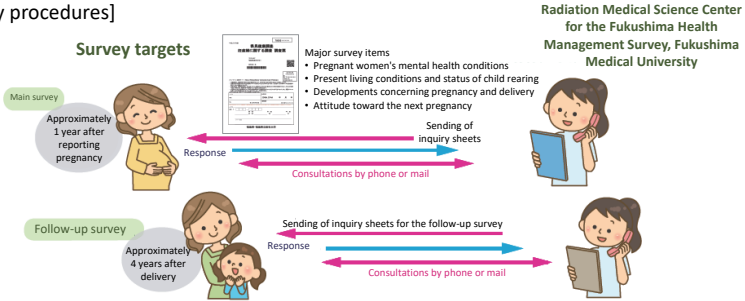 y procedures]
Radiation Medical Science Center
for the Fukushima Health
Management Survey, Fukushima
Medical University
Survey targets
Major survey items
• Pregnant women's mental health conditions
• Present living conditions and status of child rearing
• Developments concerning pregnancy and delivery
• Attitude toward the next pregnancy
Main survey
Approximately
1 year after
reporting
pregnancy
Sending of
inquiry sheets
Response
Consultations by phone or mail
Follow-up survey
Approximately
4 years after
delivery
Sending of inquiry sheets for the follow-up survey
Response
Consultations by phone or mail